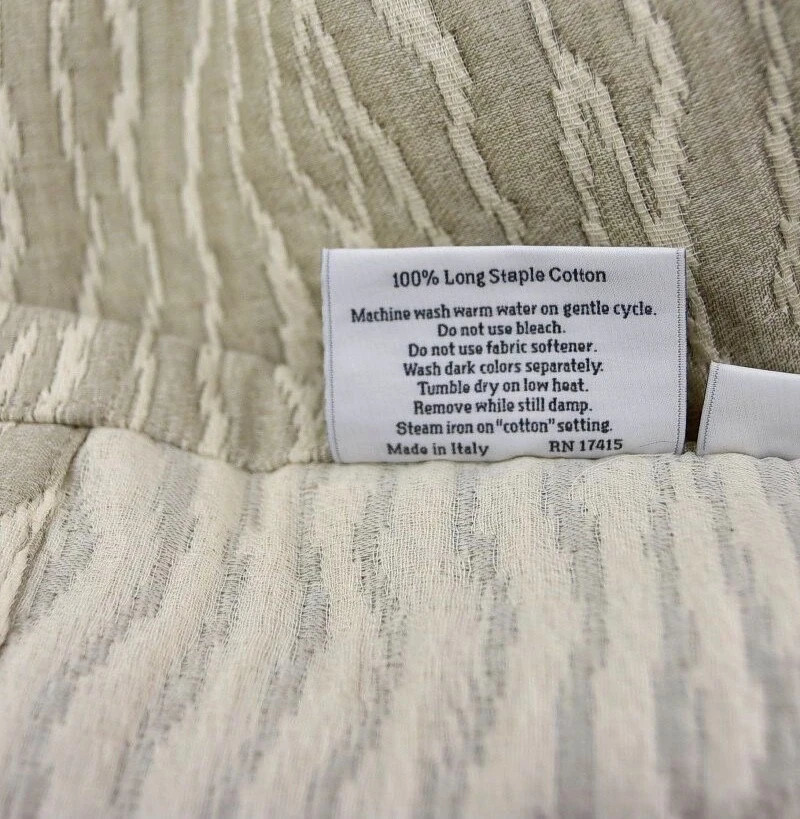 100% Long Staple Cotton
Machine wash warm water on gentle cycle.
Do not use bleach.
Do not use fabric softener.
Wash dark colors separately.
Tumble dry on low heat.
Remove while still damp.
Steam iron on "cotton" setting.
Made in Italy RN 17415